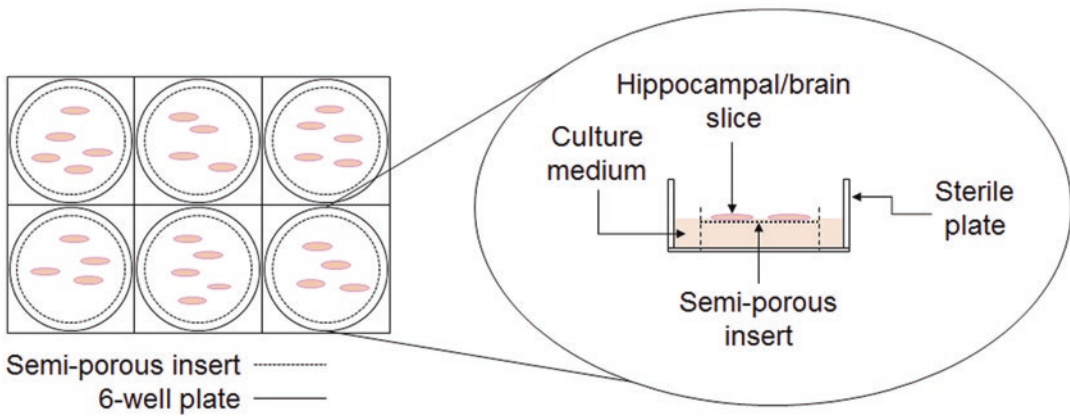 Hippocampal/brain
slice
Culture
medium
Sterile
plate
Semi-porous
insert
Semi-porous insert
6-well plate